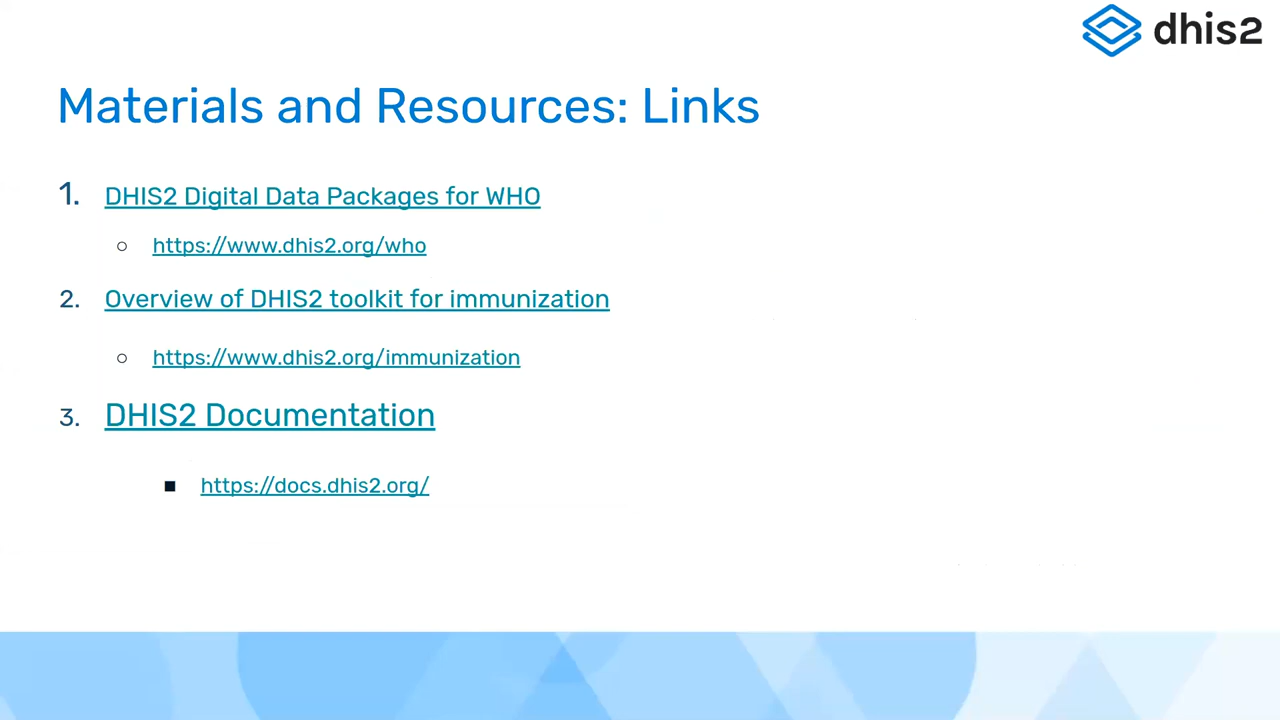 dhis2
Materials and Resources: Links
1. DHIS2 Digital Data Packages for WHO
○ https://www.dhis2.org/who
2. Overview of DHIS2 toolkit for immunization
○ https://www.dhis2.org/immunization
3. DHIS2 Documentation
■ https://docs.dhis2.org/